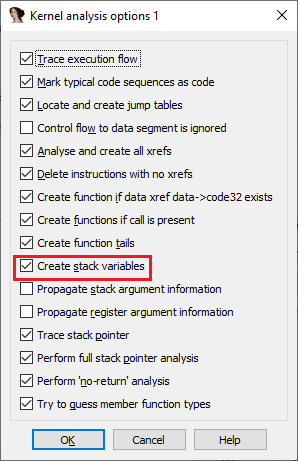 Kernel analysis options 1
Trace execution flow
Mark typical code sequences as code
Locate and create jump tables
Control flow to data segment is ignored
Analyse and create all xrefs
Delete instructions with no xrefs
Create function if data xref data->code32 exists
Create functions if call is present
Create function tails
Create stack variables
Propagate stack argument information
Propagate register argument information
Trace stack pointer
Perform full stack pointer analysis
Perform 'no-return' analysis
Try to guess member function types
OK Cancel Help